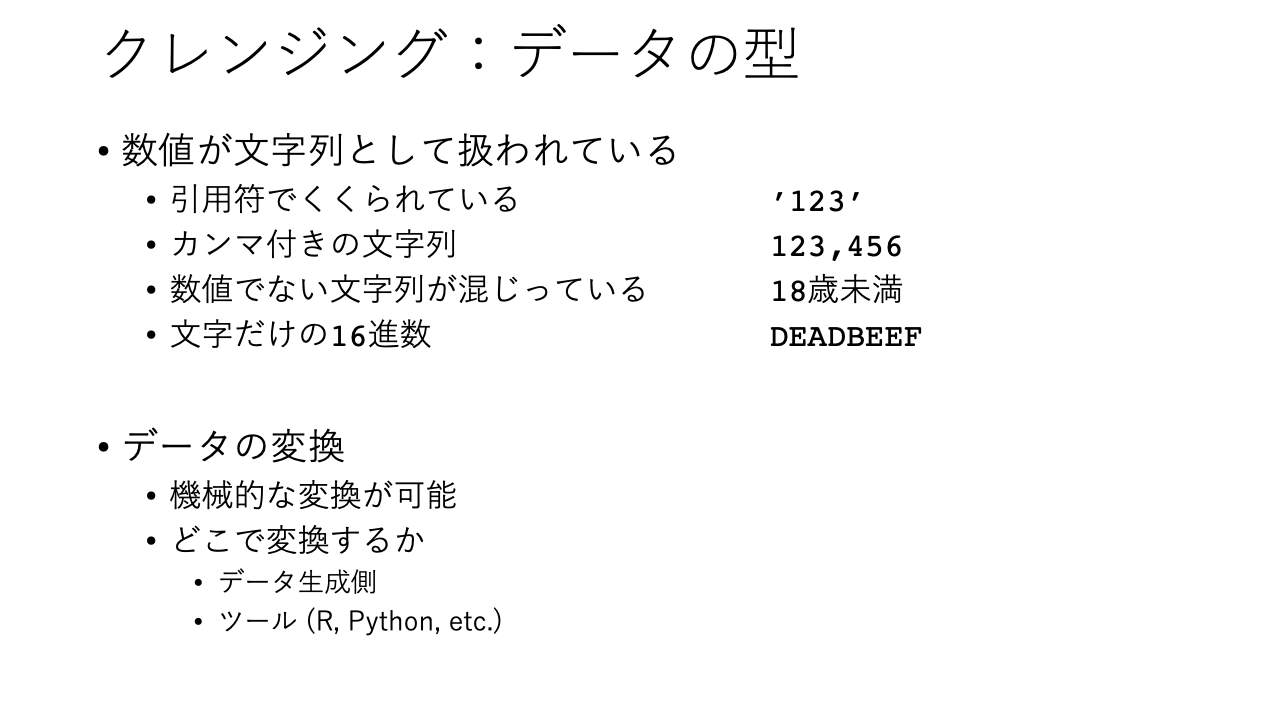 クレンジング：データの型
• 数値が文字列として扱われている
• 引用符でくくられている ’123’
• カンマ付きの文字列 123,456
• 数値でない文字列が混じっている 18歳未満
• 文字だけの16進数 DEADBEEF
• データの変換
• 機械的な変換が可能
• どこで変換するか
• データ生成側
• ツール (R, Python, etc.)